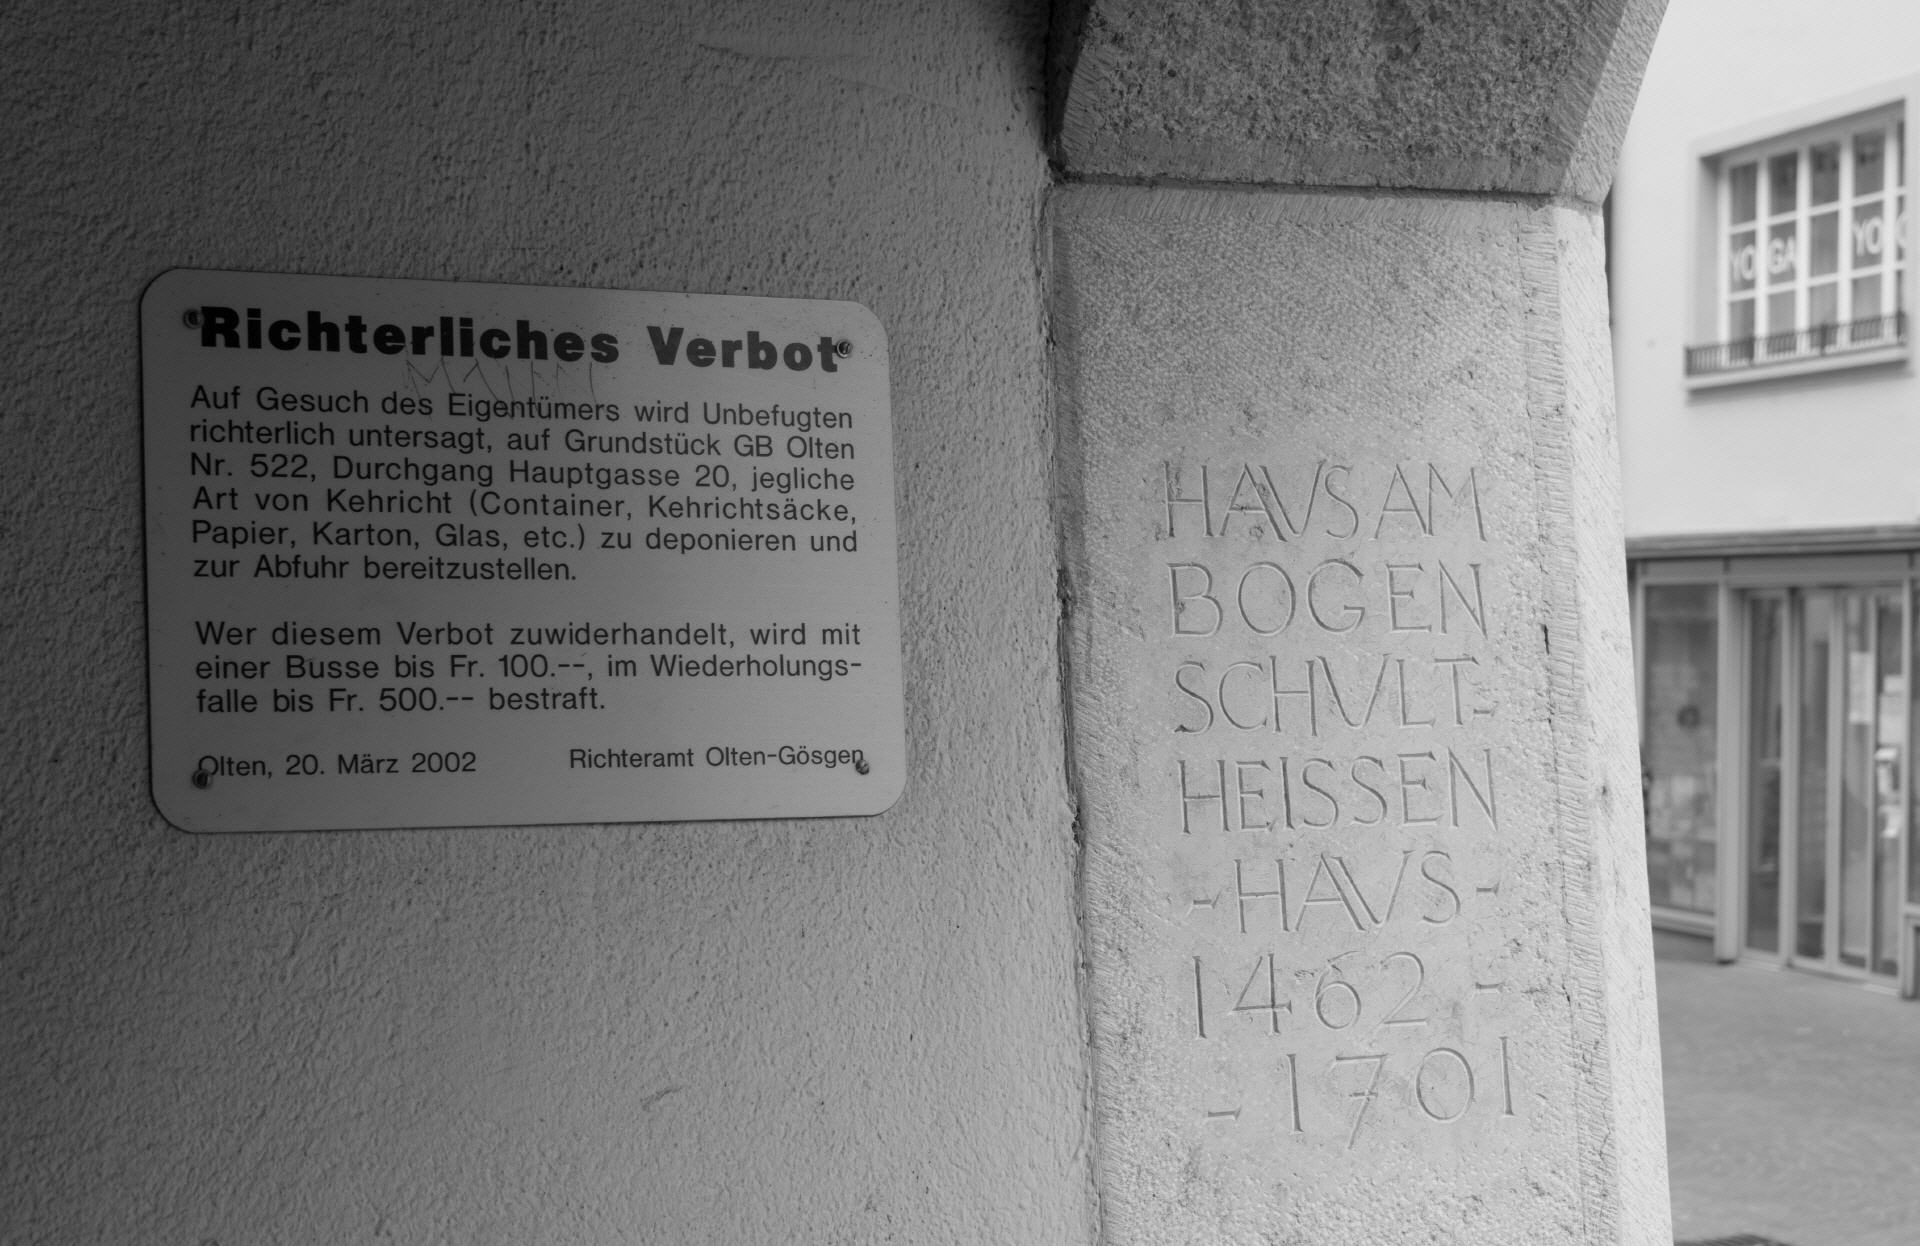 Richterliches Verbot
Auf Gesuch des Eigentümers wird Unbefugten
richterlich untersagt, auf Grundstück GB Olten
Nr. 522, Durchgang Hauptgasse 20, jegliche
Art von Kehricht (Container, Kehrichtsäcke,
Papier, Karton, Glas, etc.) zu deponieren und
zur Abfuhr bereitzustellen.
Wer diesem Verbot zuwiderhandelt, wird mit
einer Busse bis Fr. 100.--, im Wiederholungs-
falle bis Fr. 500.-- bestraft.
Olten, 20. März 2002 Richteramt Olten-Gösgen
HAVS AM
BOGEN
SCHVLT-
HEISSEN
-HAVS-
1462-
-1701
YOGA YOG